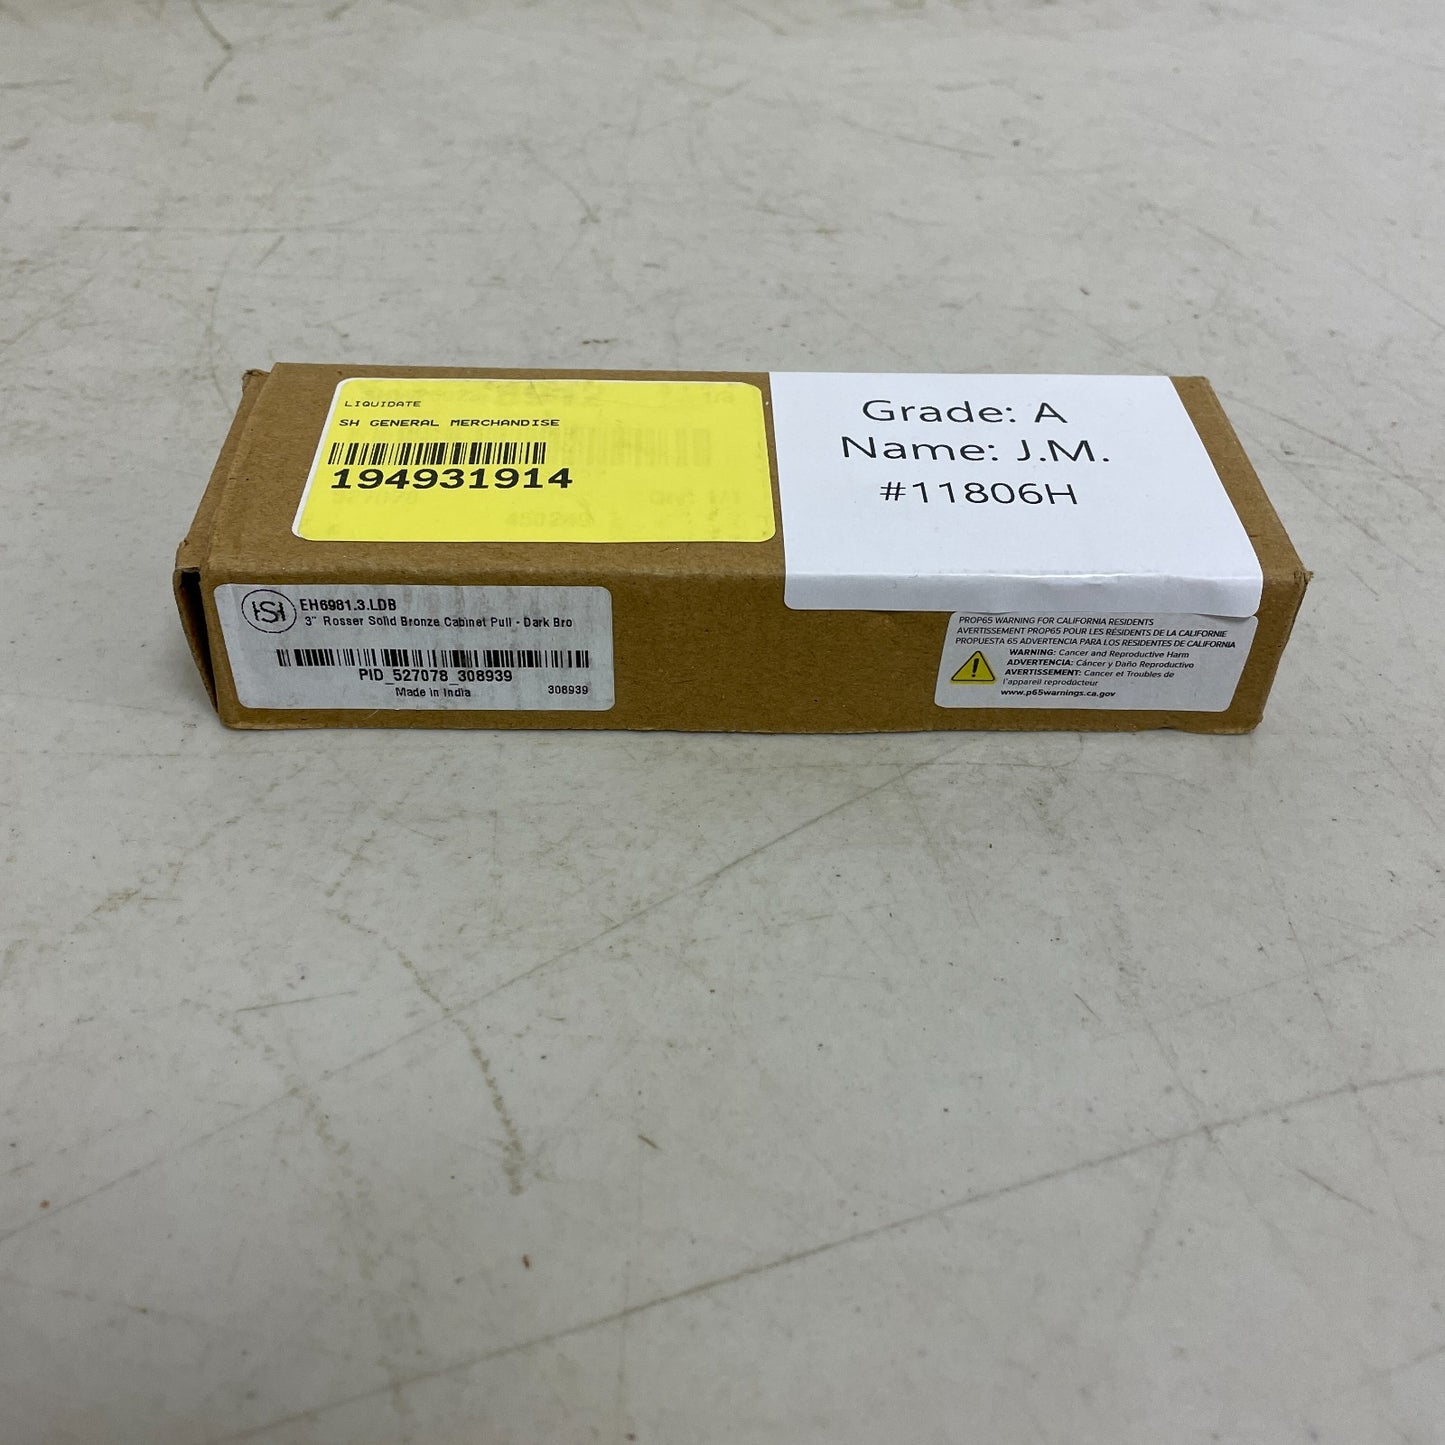 LIQUIDATE
SH GENERAL MERCHANDISE
194931914
Grade: A
Name: J.M.
#11806H
EH6981.3.LDB
3" Rosser Solid Bronze Cabinet Pull - Dark Bro
PID_527078_308939
Made in India
308939
PROP65 WARNING FOR CALIFORNIA RESIDENTS
AVERTISSEMENT PROP65 POUR LES RÉSIDENTS DE LA CALIFORNIE
PROPUESTA 65 ADVERTENCIA PARA LOS RESIDENTES DE CALIFORNIA
WARNING: Cancer and Reproductive Harm
ADVERTENCIA: Cáncer y Daño Reproductivo
AVERTISSEMENT: Cancer et Troubles de
l'appareil reproducteur
www.p65warnings.ca.gov